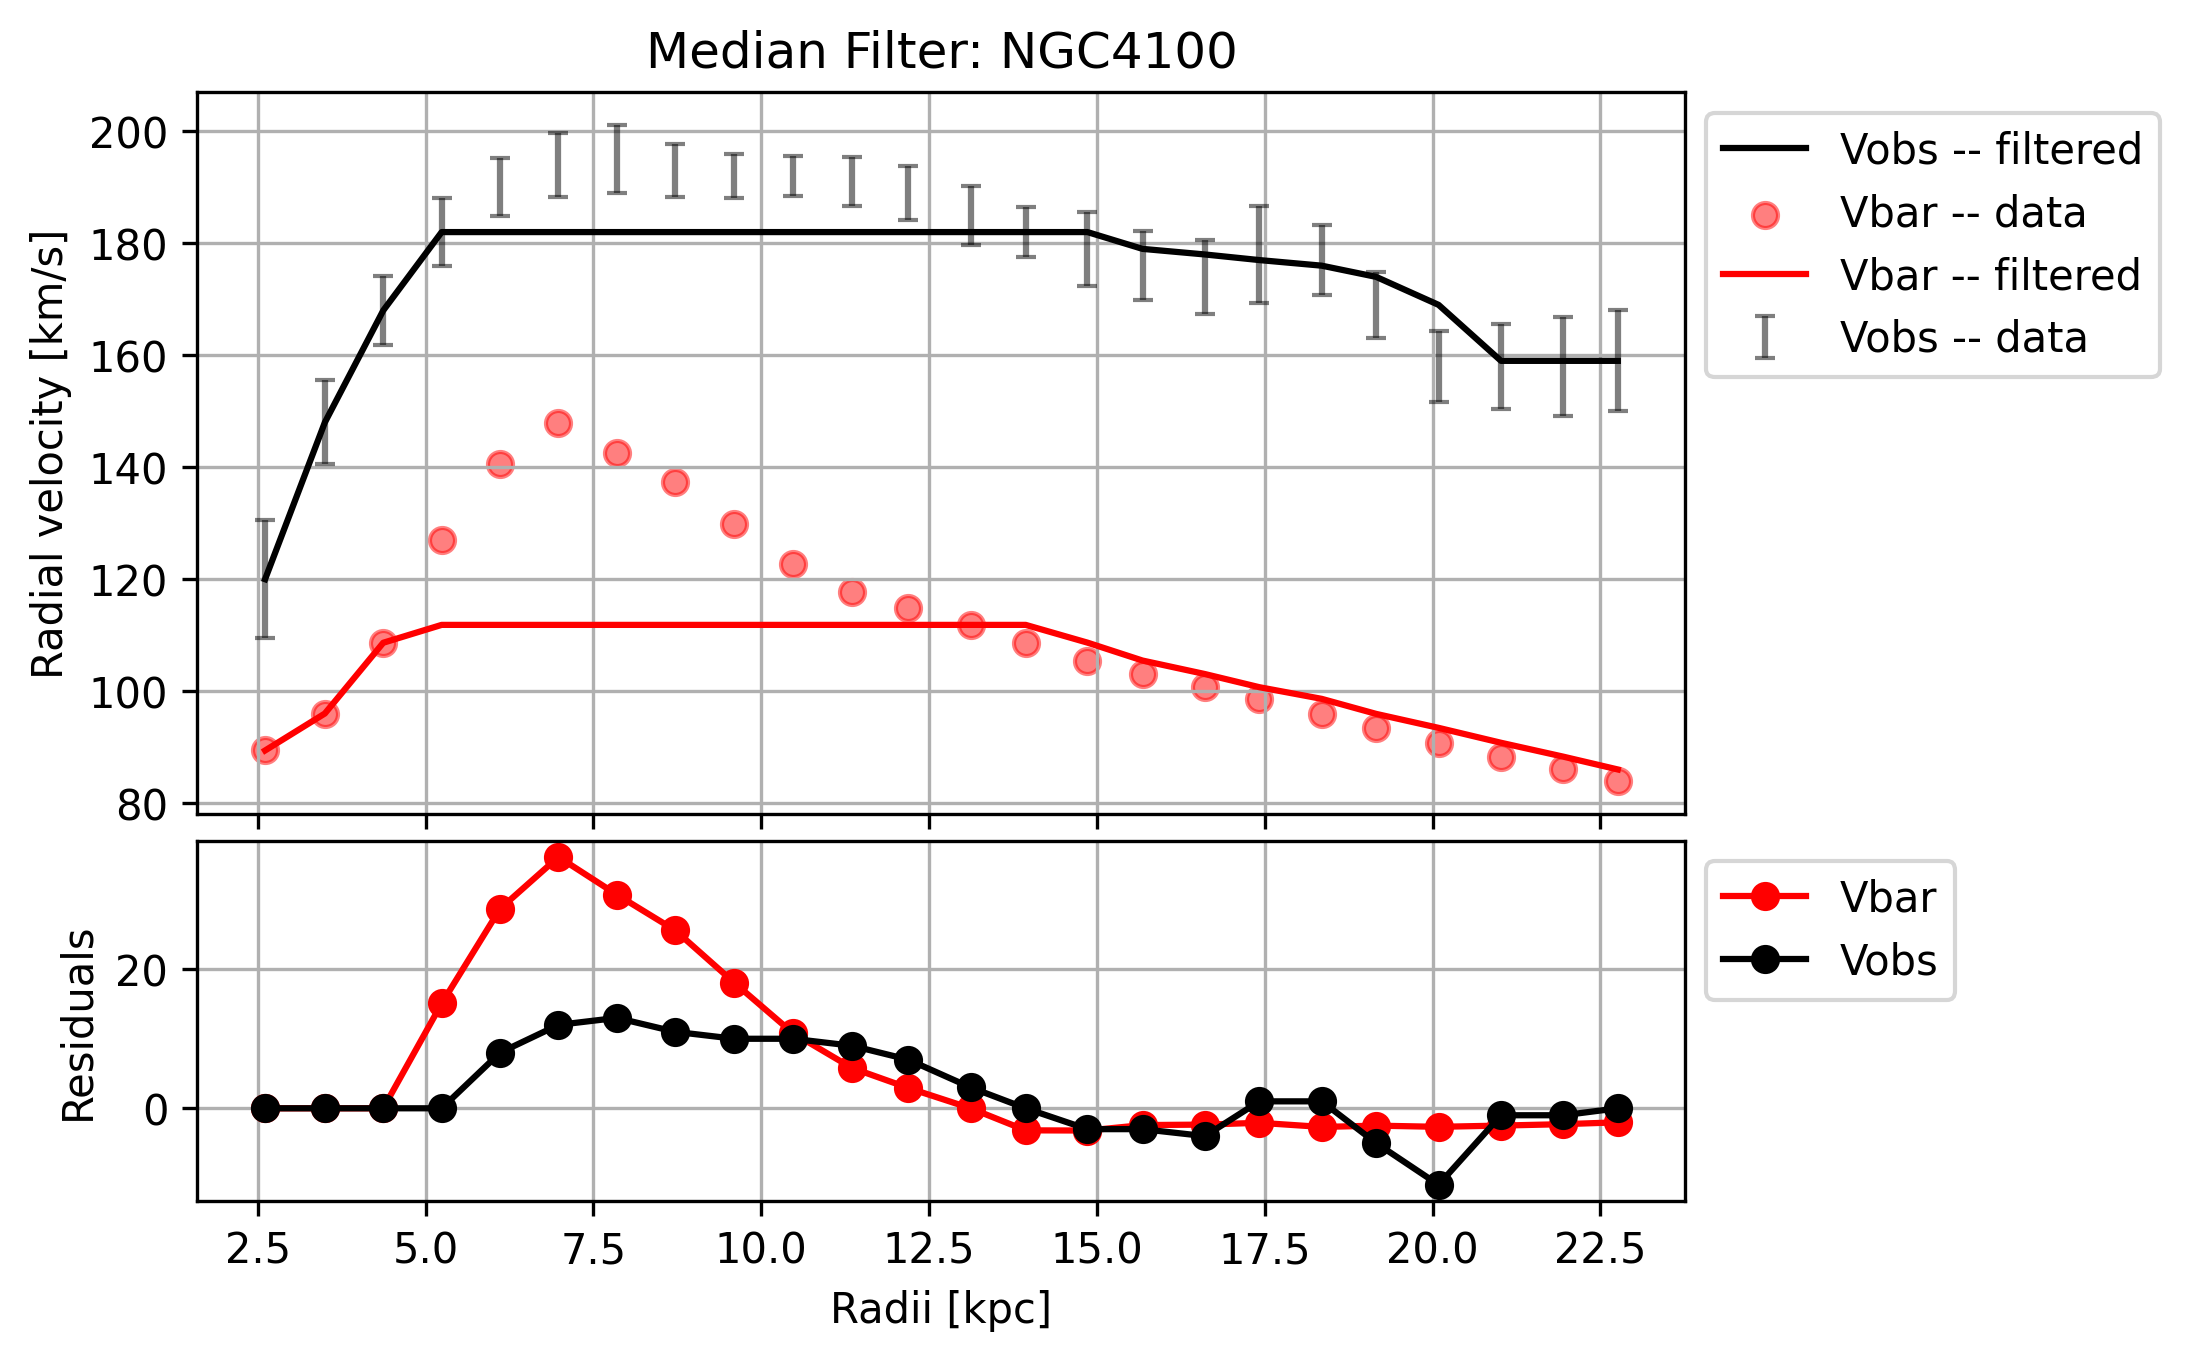 Median Filter: NGC4100
Radial velocity [km/s]
200
180
160
140
120
100
80
Vobs -- filtered
Vbar -- data
Vbar -- filtered
Vobs -- data
Residuals
20
0
Vbar
Vobs
2.5 5.0 7.5 10.0 12.5 15.0 17.5 20.0 22.5
Radii [kpc]